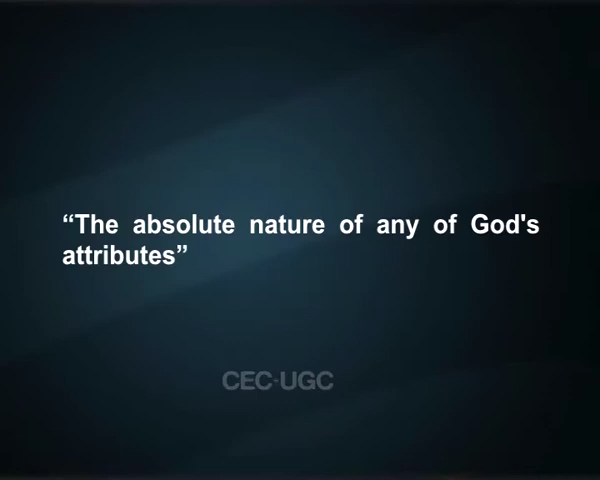 “The absolute nature of any of God's
attributes”
CEC-UGC